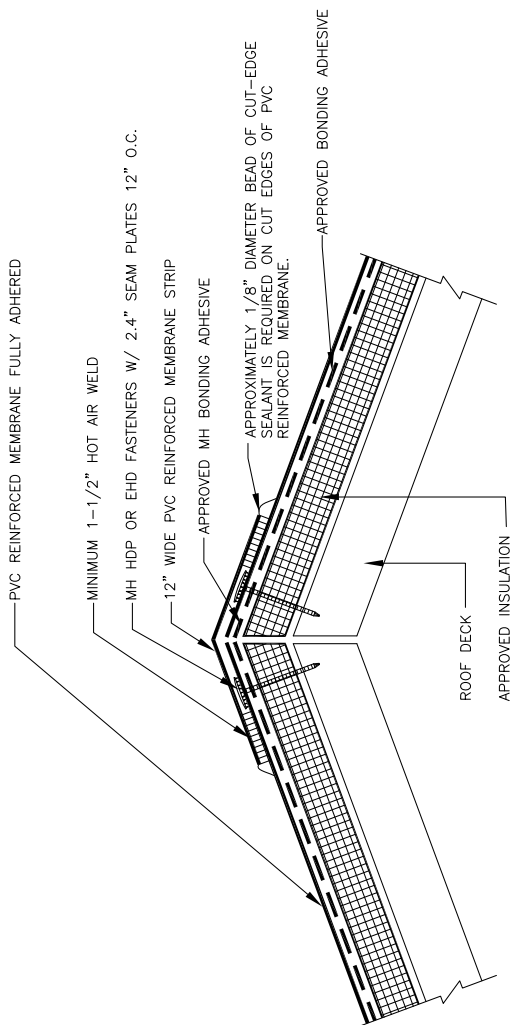 PVC REINFORCED MEMBRANE FULLY ADHERED
MINIMUM 1-1/2" HOT AIR WELD
MH HDP OR EHD FASTENERS W/ 2.4" SEAM PLATES 12" O.C.
12" WIDE PVC REINFORCED MEMBRANE STRIP
APPROVED MH BONDING ADHESIVE
APPROXIMATELY 1/8" DIAMETER BEAD OF CUT-EDGE
SEALANT IS REQUIRED ON CUT EDGES OF PVC
REINFORCED MEMBRANE.
APPROVED BONDING ADHESIVE
ROOF DECK
APPROVED INSULATION